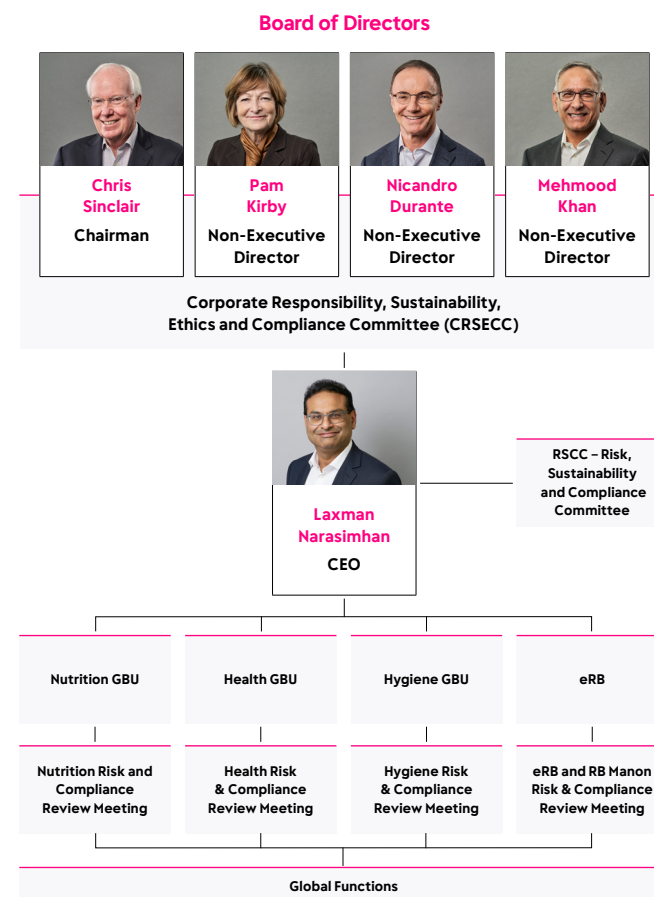 Board of Directors
Chris
Sinclair
Chairman
Pam
Kirby
Non-Executive
Director
Nicandro
Durante
Non-Executive
Director
Mehmood
Khan
Non-Executive
Director
Corporate Responsibility, Sustainability,
Ethics and Compliance Committee (CRSECC)
Laxman
Narasimhan
CEO
RSCC – Risk,
Sustainability
and Compliance
Committee
Nutrition GBU
Health GBU
Hygiene GBU
eRB
Nutrition Risk and
Compliance
Review Meeting
Health Risk
& Compliance
Review Meeting
Hygiene Risk
& Compliance
Review Meeting
eRB and RB Manon
Risk & Compliance
Review Meeting
Global Functions